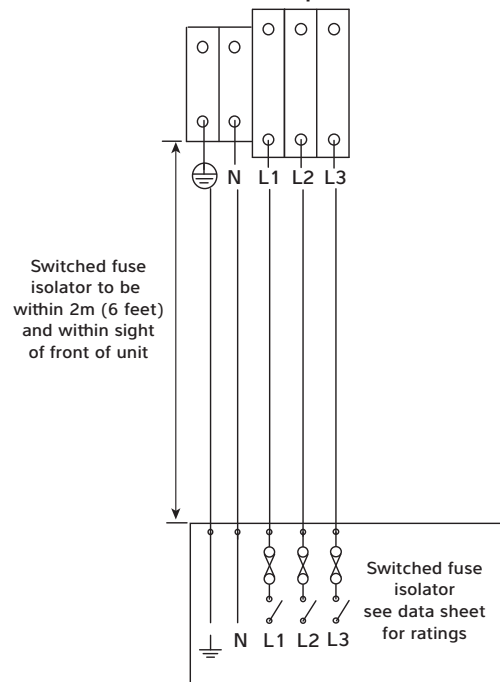 N L1 L2 L3
Switched fuse
isolator to be
within 2m (6 feet)
and within sight
of front of unit
Switched fuse
isolator
see data sheet
for ratings
N L1 L2 L3